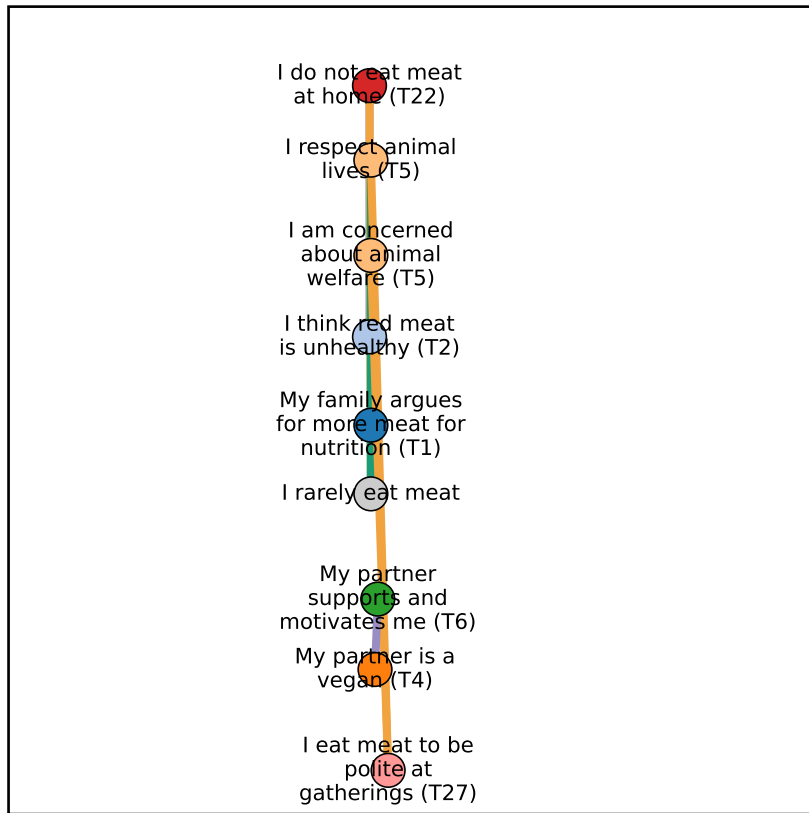 I do not eat meat
at home (T22)
I respect animal
lives (T5)
I am concerned
about animal
welfare (T5)
I think red meat
is unhealthy (T2)
My family argues
for more meat for
nutrition (T1)
I rarely eat meat
My partner
supports and
motivates me (T6)
My partner is a
vegan (T4)
I eat meat to be
polite at
gatherings (T27)